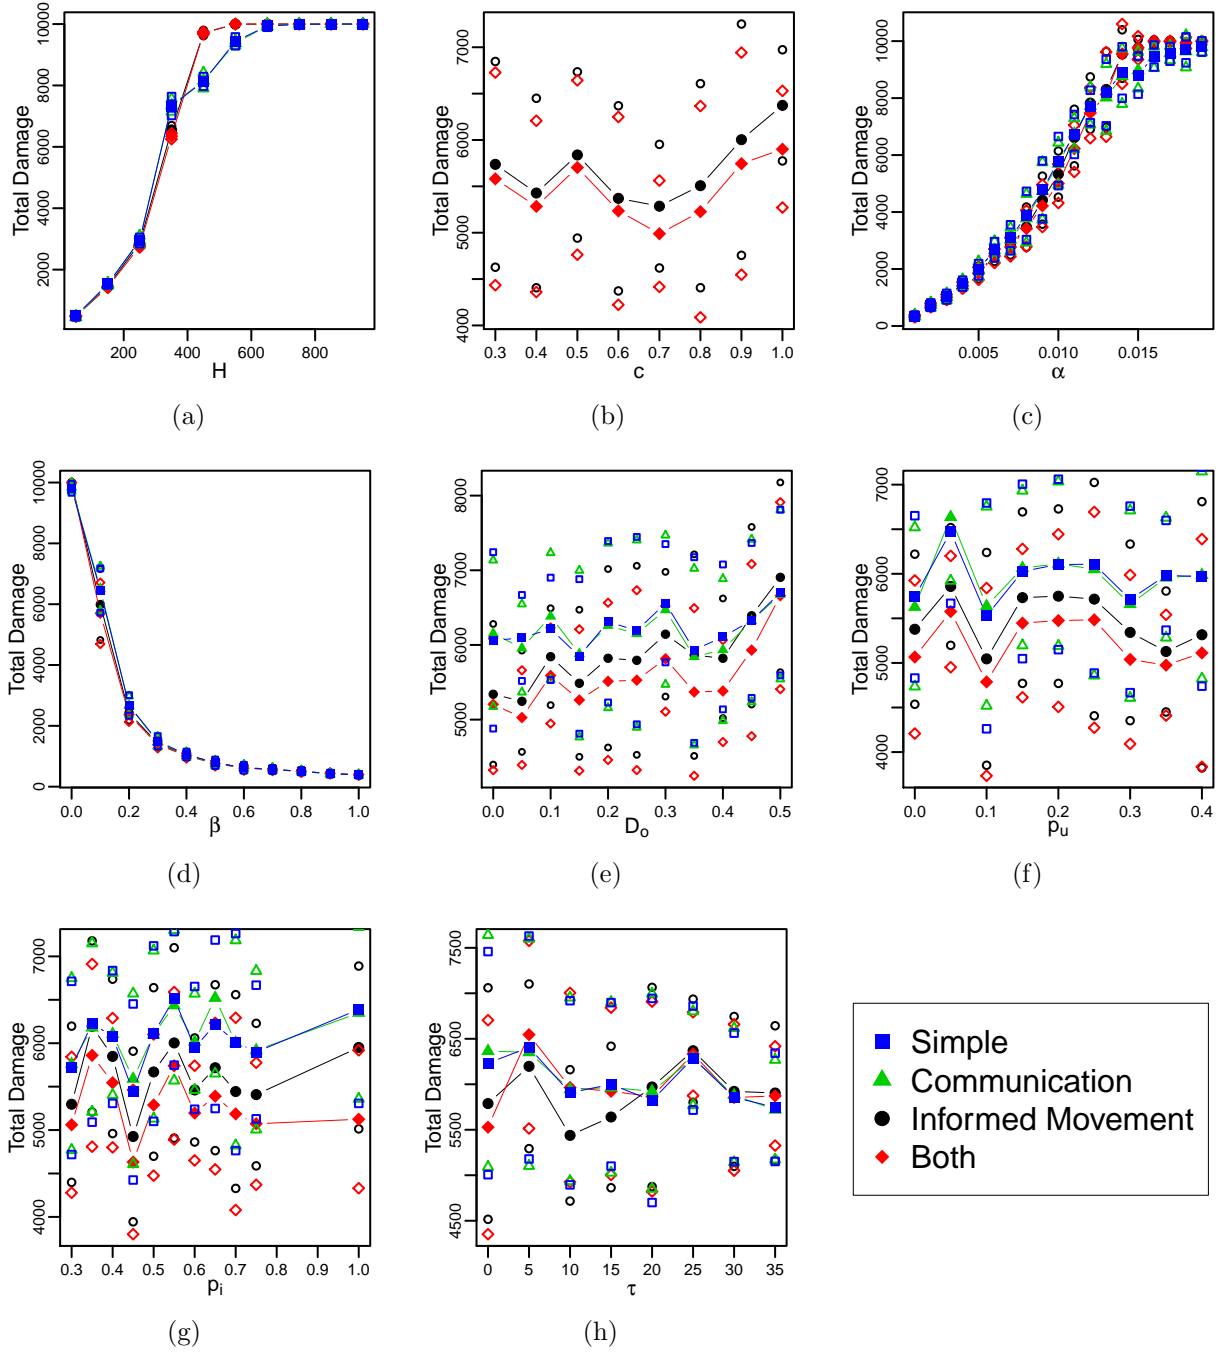 Total Damage
2000 4000 6000 8000 10000
200 400 600 800
H
(a)
Total Damage
4000 5000 6000 7000
0.3 0.4 0.5 0.6 0.7 0.8 0.9 1.0
c
(b)
Total Damage
0 2000 4000 6000 8000 10000
0.005 0.010 0.015
α
(c)
Total Damage
0 2000 4000 6000 8000 10000
0.0 0.2 0.4 0.6 0.8 1.0
β
(d)
Total Damage
5000 6000 7000 8000
0.0 0.1 0.2 0.3 0.4 0.5
D_o
(e)
Total Damage
4000 5000 6000 7000
0.0 0.1 0.2 0.3 0.4
p_u
(f)
Total Damage
4000 5000 6000 7000
0.3 0.4 0.5 0.6 0.7 0.8 0.9 1.0
p_i
(g)
Total Damage
4500 5500 6500 7500
0 5 10 15 20 25 30 35
τ
(h)
Simple
Communication
Informed Movement
Both